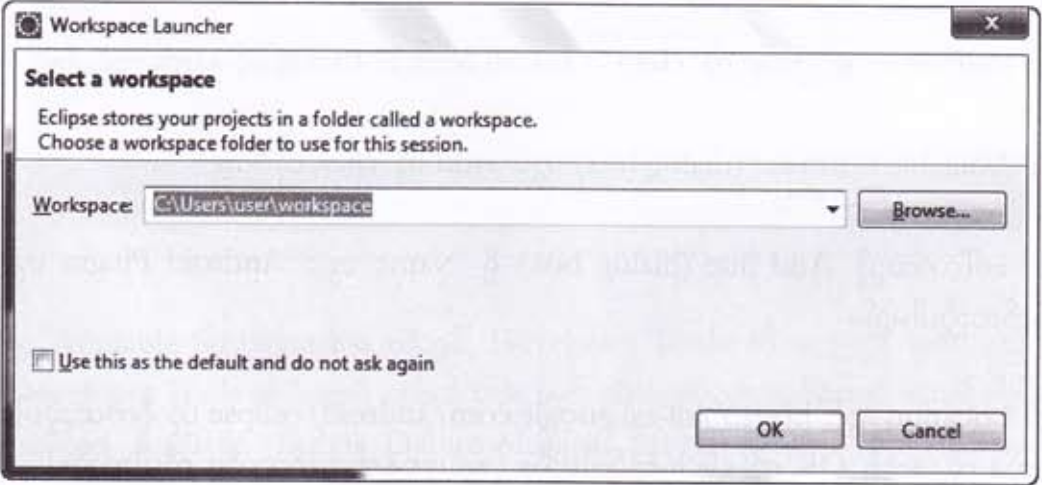 Workspace Launcher
x
Select a workspace
Eclipse stores your projects in a folder called a workspace.
Choose a workspace folder to use for this session.
Workspace: C:\Users\user\workspace Browse...
Use this as the default and do not ask again
OK Cancel